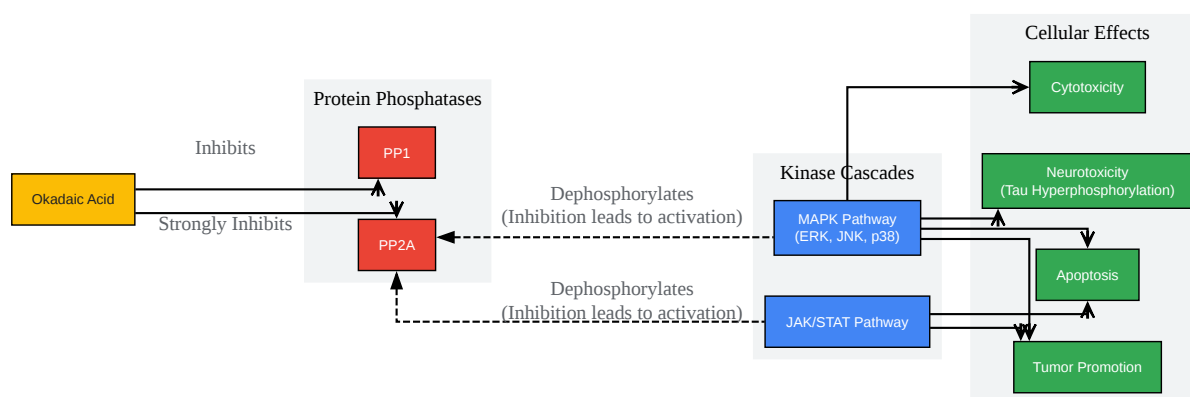 Cellular Effects
Cytotoxicity
Protein Phosphatases
Inhibits
PP1
Kinase Cascades
Neurotoxicity
(Tau Hyperphosphorylation)
Okadaic Acid
Dephosphorylates
(Inhibition leads to activation)
MAPK Pathway
(ERK, JNK, p38)
Strongly Inhibits
PP2A
Apoptosis
Dephosphorylates
(Inhibition leads to activation)
JAK/STAT Pathway
Tumor Promotion